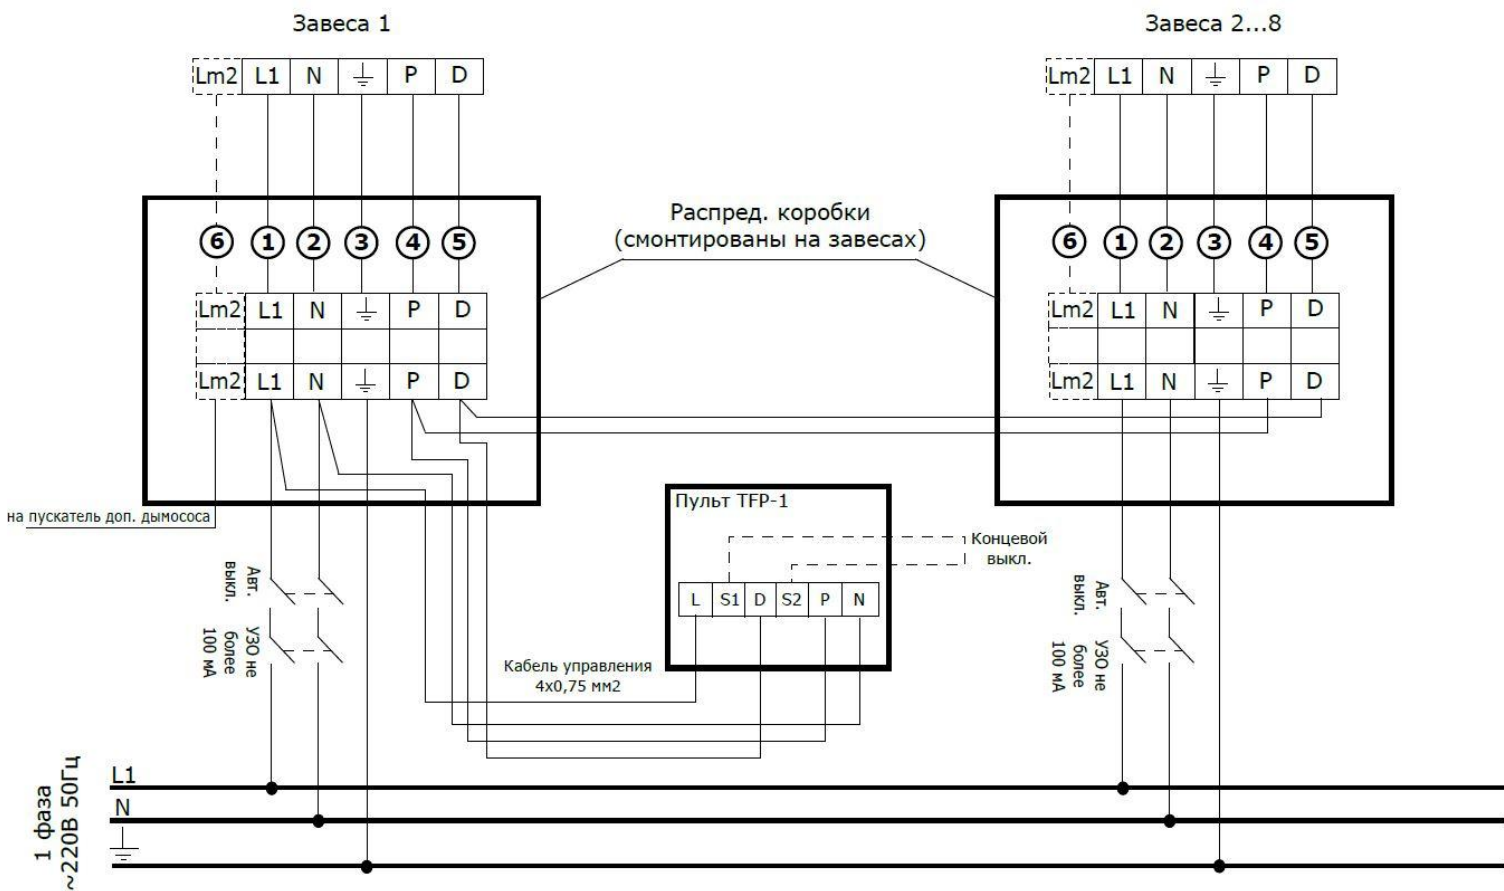 Завеса 1
Завеса 2...8
Lm2 L1 N P D
Lm2 L1 N P D
Распред. коробки
(смонтированы на завесах)
6 1 2 3 4 5
6 1 2 3 4 5
Lm2 L1 N P D
Lm2 L1 N P D
Lm2 L1 N P D
Lm2 L1 N P D
Пульт TFP-1
на пускатель доп. дымососа
Концевой
выкл.
L S1 D S2 P N
Авт.
выкл.
УЗО не
более
100 мА
Авт.
выкл.
УЗО не
более
100 мА
Кабель управления
4x0,75 мм2
1 фаза
~220В 50Гц
L1
N